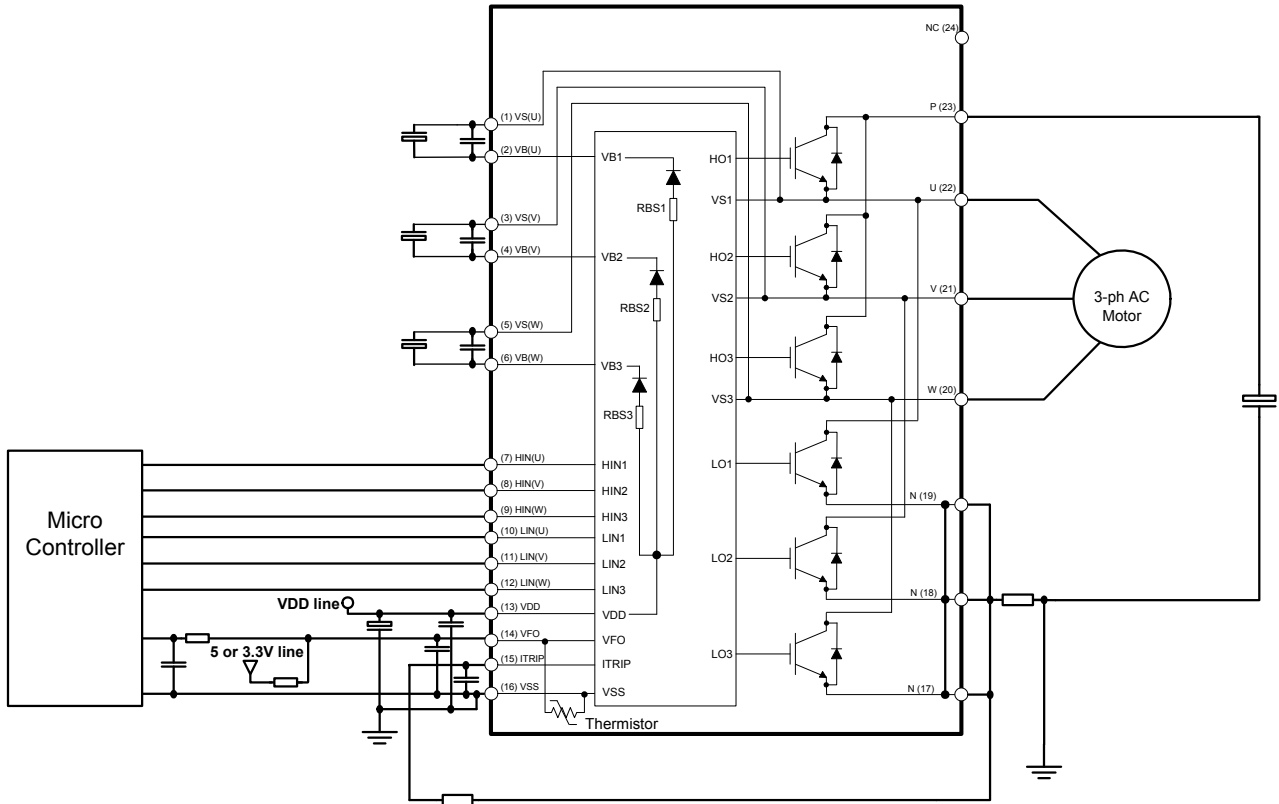 NC (24)
(1) VS(U)
P (23)
(2) VB(U)
VB1
HO1
RBS1
VS1
U (22)
(3) VS(V)
(4) VB(V)
VB2
HO2
RBS2
VS2
V (21)
3-ph AC
Motor
(5) VS(W)
(6) VB(W)
VB3
HO3
RBS3
VS3
W (20)
Micro
Controller
(7) HIN(U)
HIN1
LO1
(8) HIN(V)
HIN2
(9) HIN(W)
HIN3
N (19)
(10) LIN(U)
LIN1
(11) LIN(V)
LIN2
LO2
(12) LIN(W)
LIN3
N (18)
VDD line
(13) VDD
VDD
(14) VFO
VFO
5 or 3.3V line
(15) ITRIP
ITRIP
LO3
(16) VSS
VSS
N (17)
Thermistor